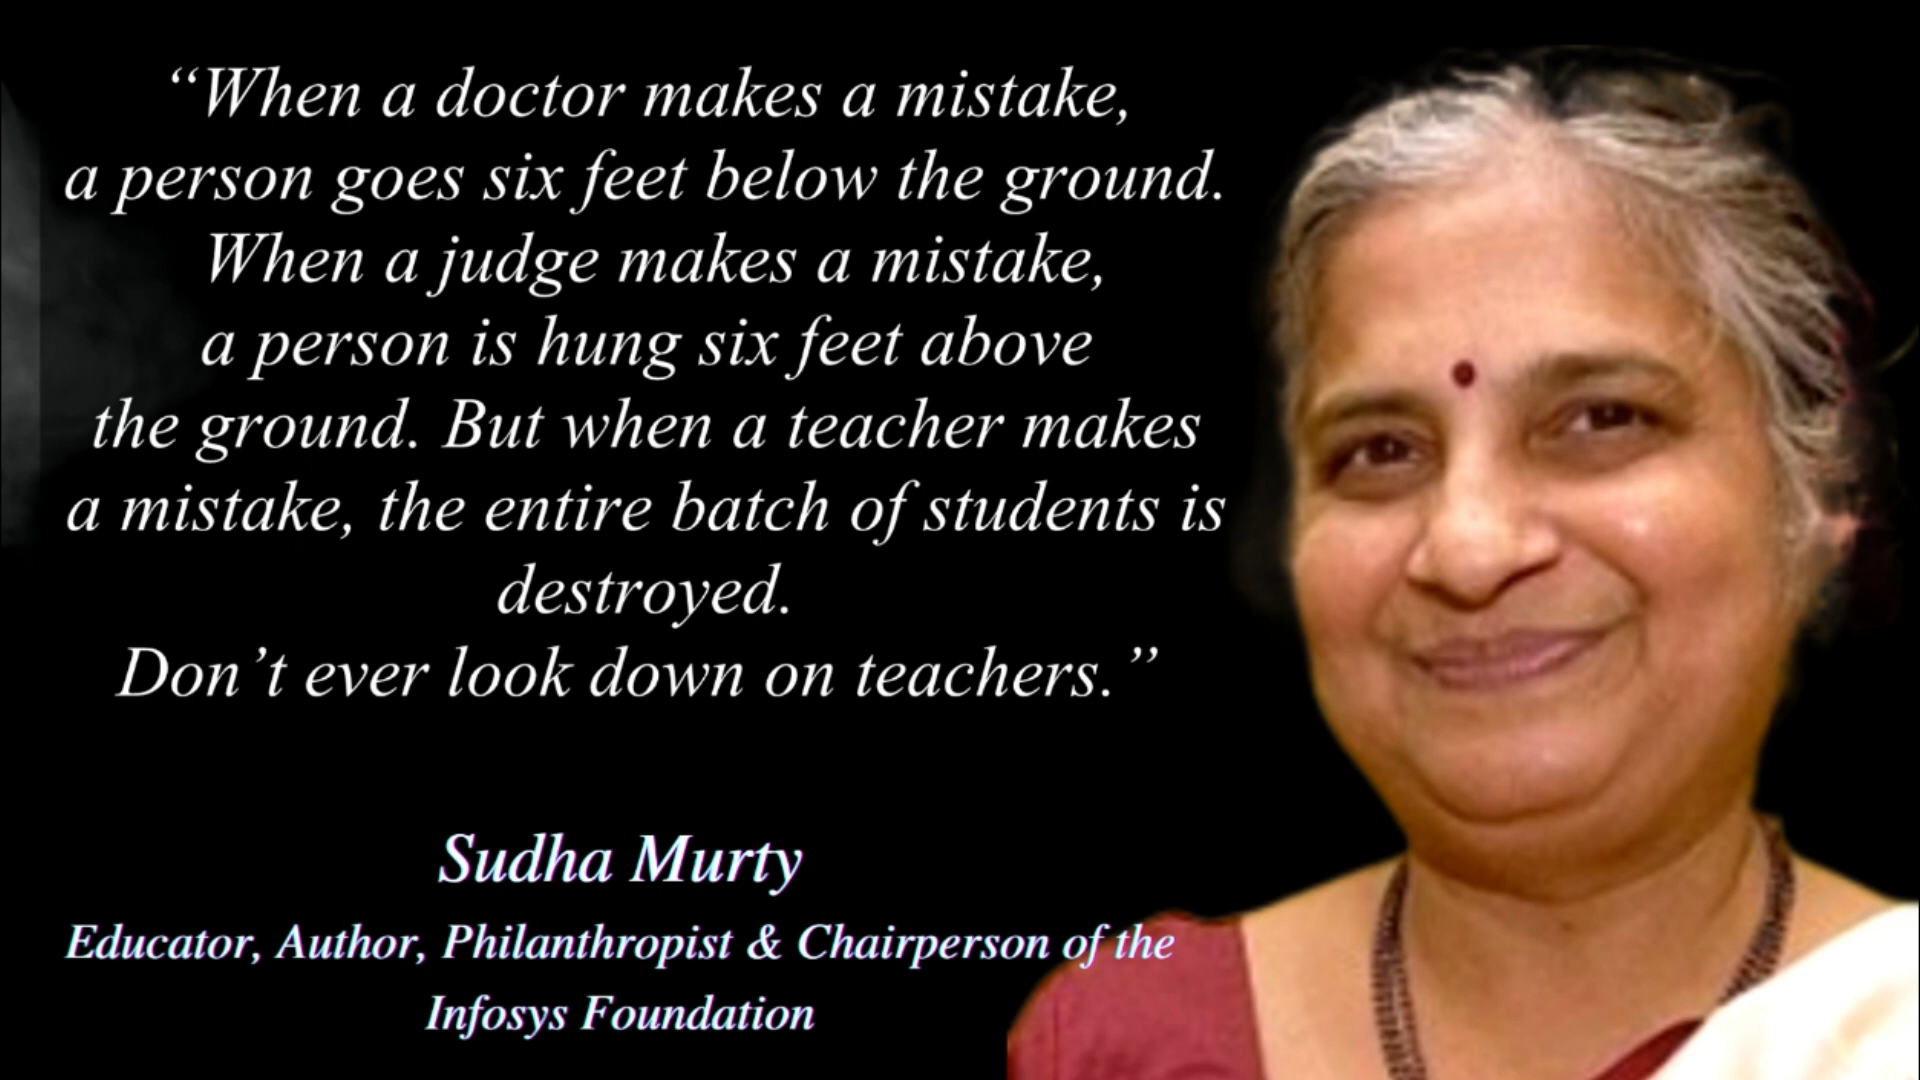 “When a doctor makes a mistake,
a person goes six feet below the ground.
When a judge makes a mistake,
a person is hung six feet above
the ground. But when a teacher makes
a mistake, the entire batch of students is
destroyed.
Don’t ever look down on teachers.”
Sudha Murty
Educator, Author, Philanthropist & Chairperson of the
Infosys Foundation